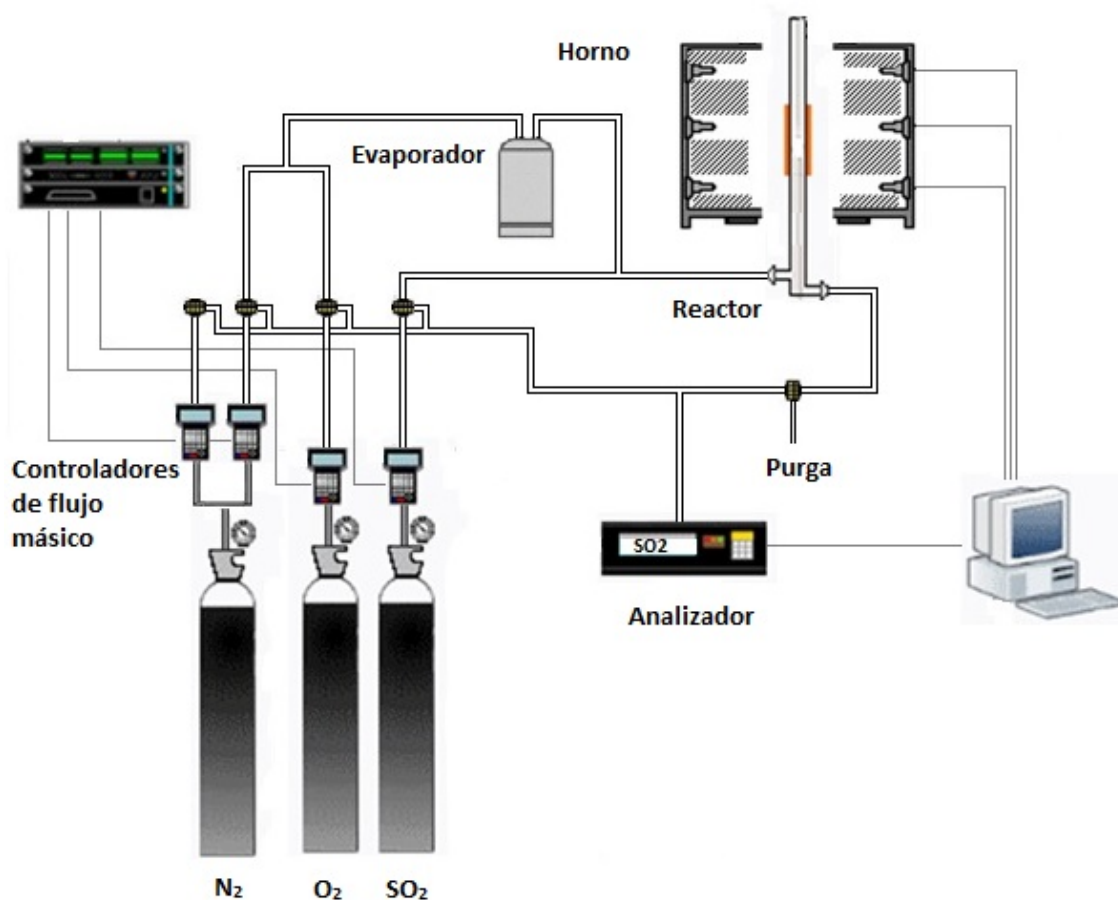 Horno
Evaporador
Reactor
Controladores
de flujo
másico
Purga
SO2
Analizador
N₂
O₂
SO₂